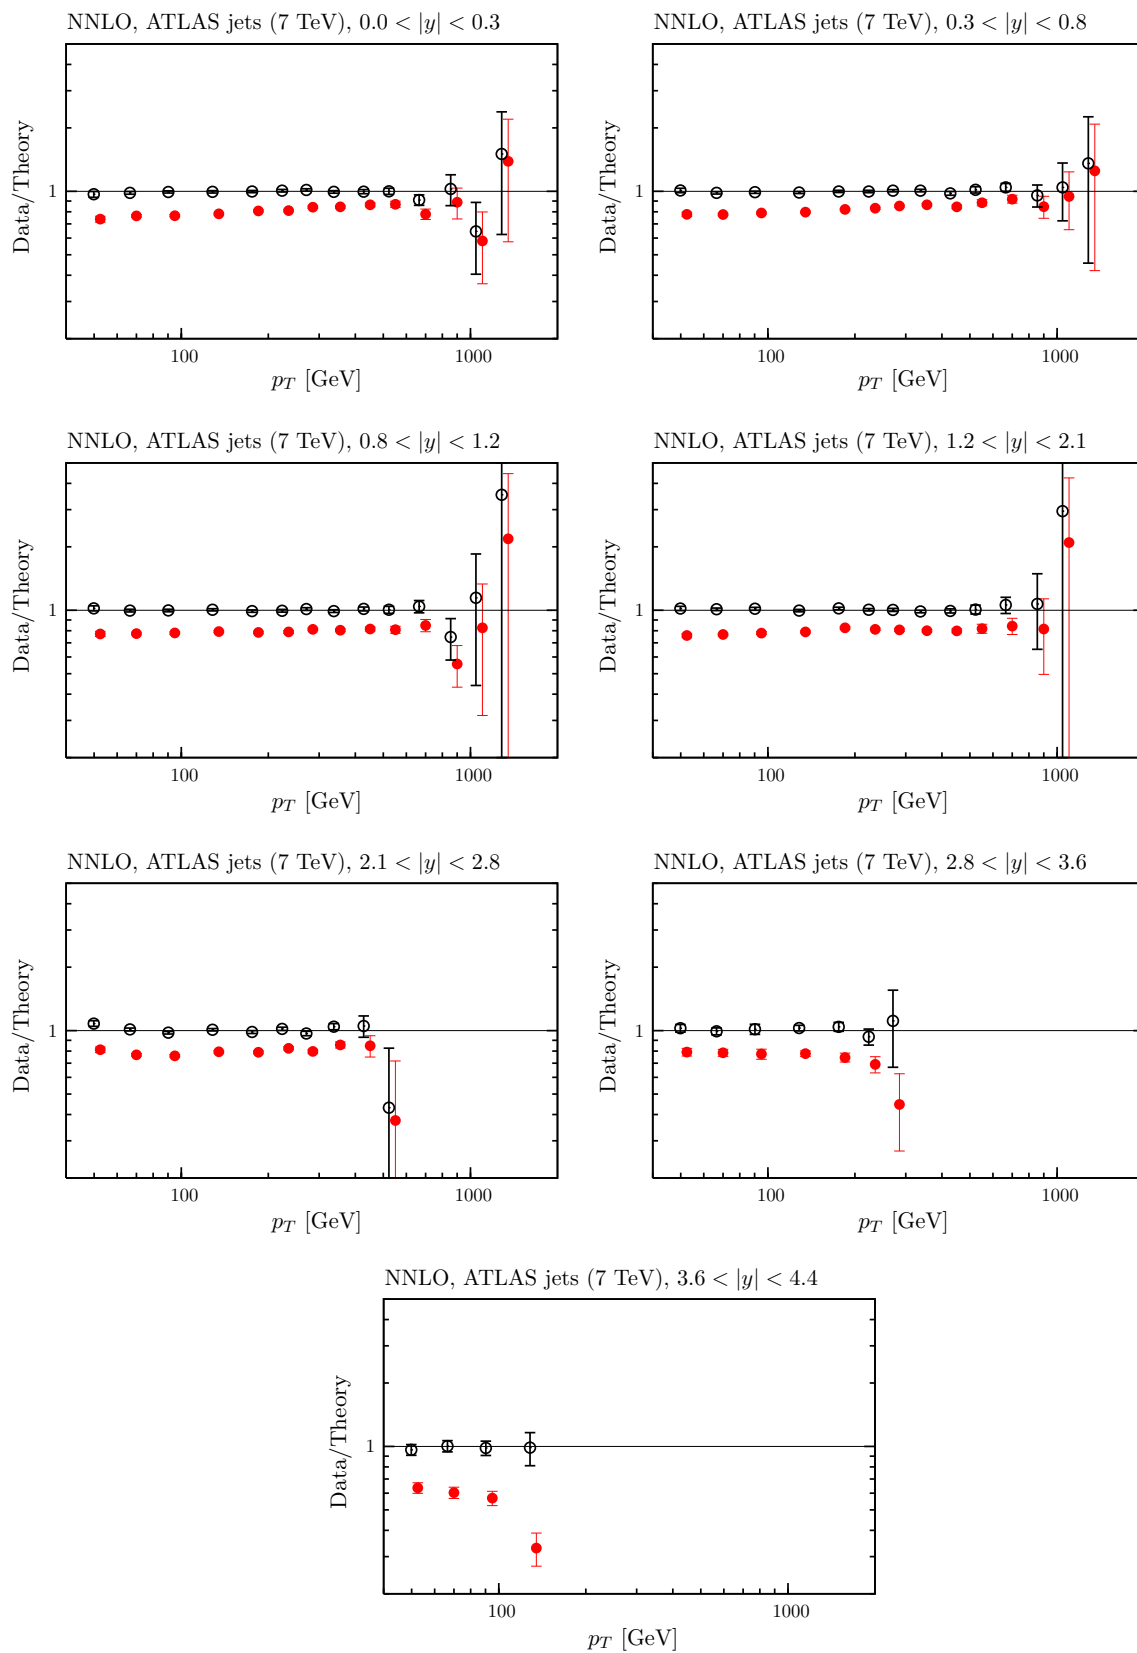 NNLO, ATLAS jets (7 TeV), 0.0 < |y| < 0.3
Data/Theory
1
100
1000
p_T [GeV]
NNLO, ATLAS jets (7 TeV), 0.3 < |y| < 0.8
Data/Theory
1
100
1000
p_T [GeV]
NNLO, ATLAS jets (7 TeV), 0.8 < |y| < 1.2
Data/Theory
1
100
1000
p_T [GeV]
NNLO, ATLAS jets (7 TeV), 1.2 < |y| < 2.1
Data/Theory
1
100
1000
p_T [GeV]
NNLO, ATLAS jets (7 TeV), 2.1 < |y| < 2.8
Data/Theory
1
100
1000
p_T [GeV]
NNLO, ATLAS jets (7 TeV), 2.8 < |y| < 3.6
Data/Theory
1
100
1000
p_T [GeV]
NNLO, ATLAS jets (7 TeV), 3.6 < |y| < 4.4
Data/Theory
1
100
1000
p_T [GeV]